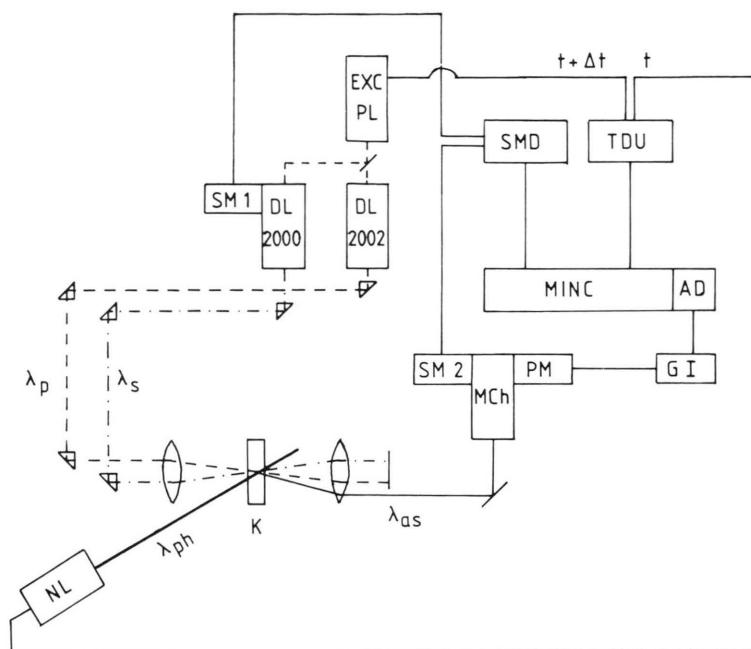 t + Δt
t
EXC
PL
SMD
TDU
SM 1
DL
2000
DL
2002
MINC
AD
λp
λs
SM 2
MCh
PM
GI
K
λas
λph
NL